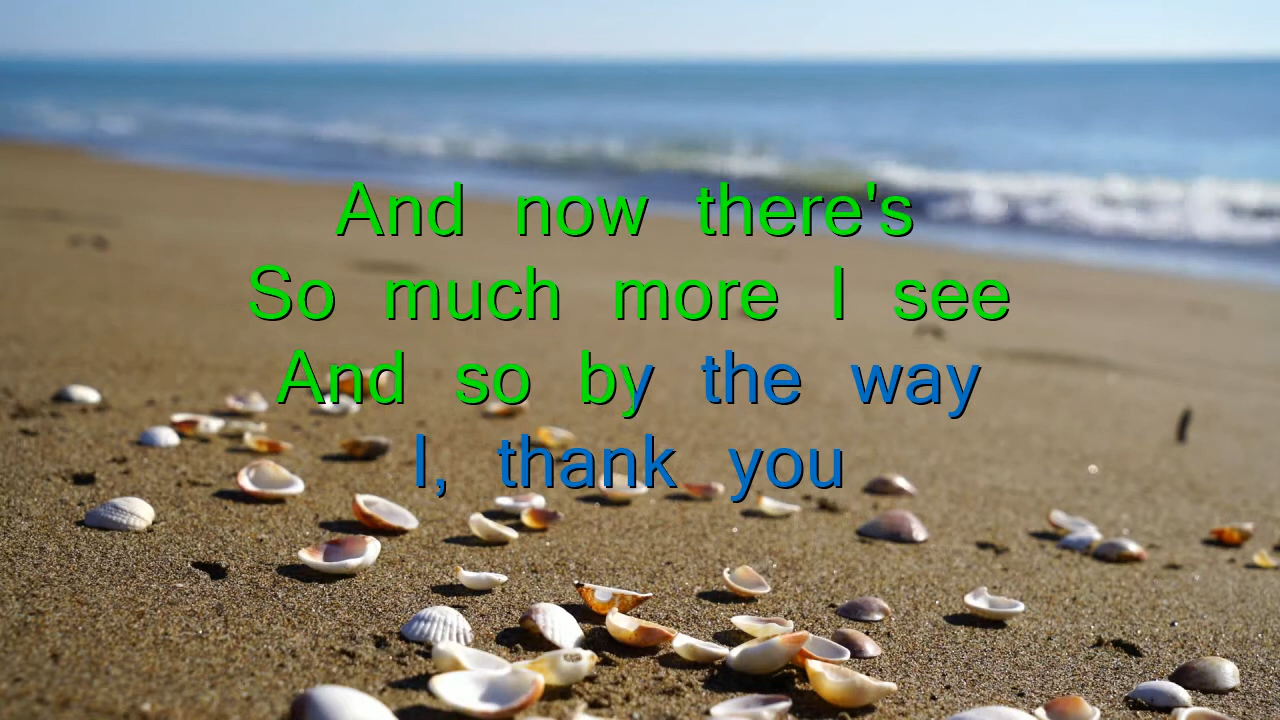 And now there's
So much more I see
And so by the way
I, thank you